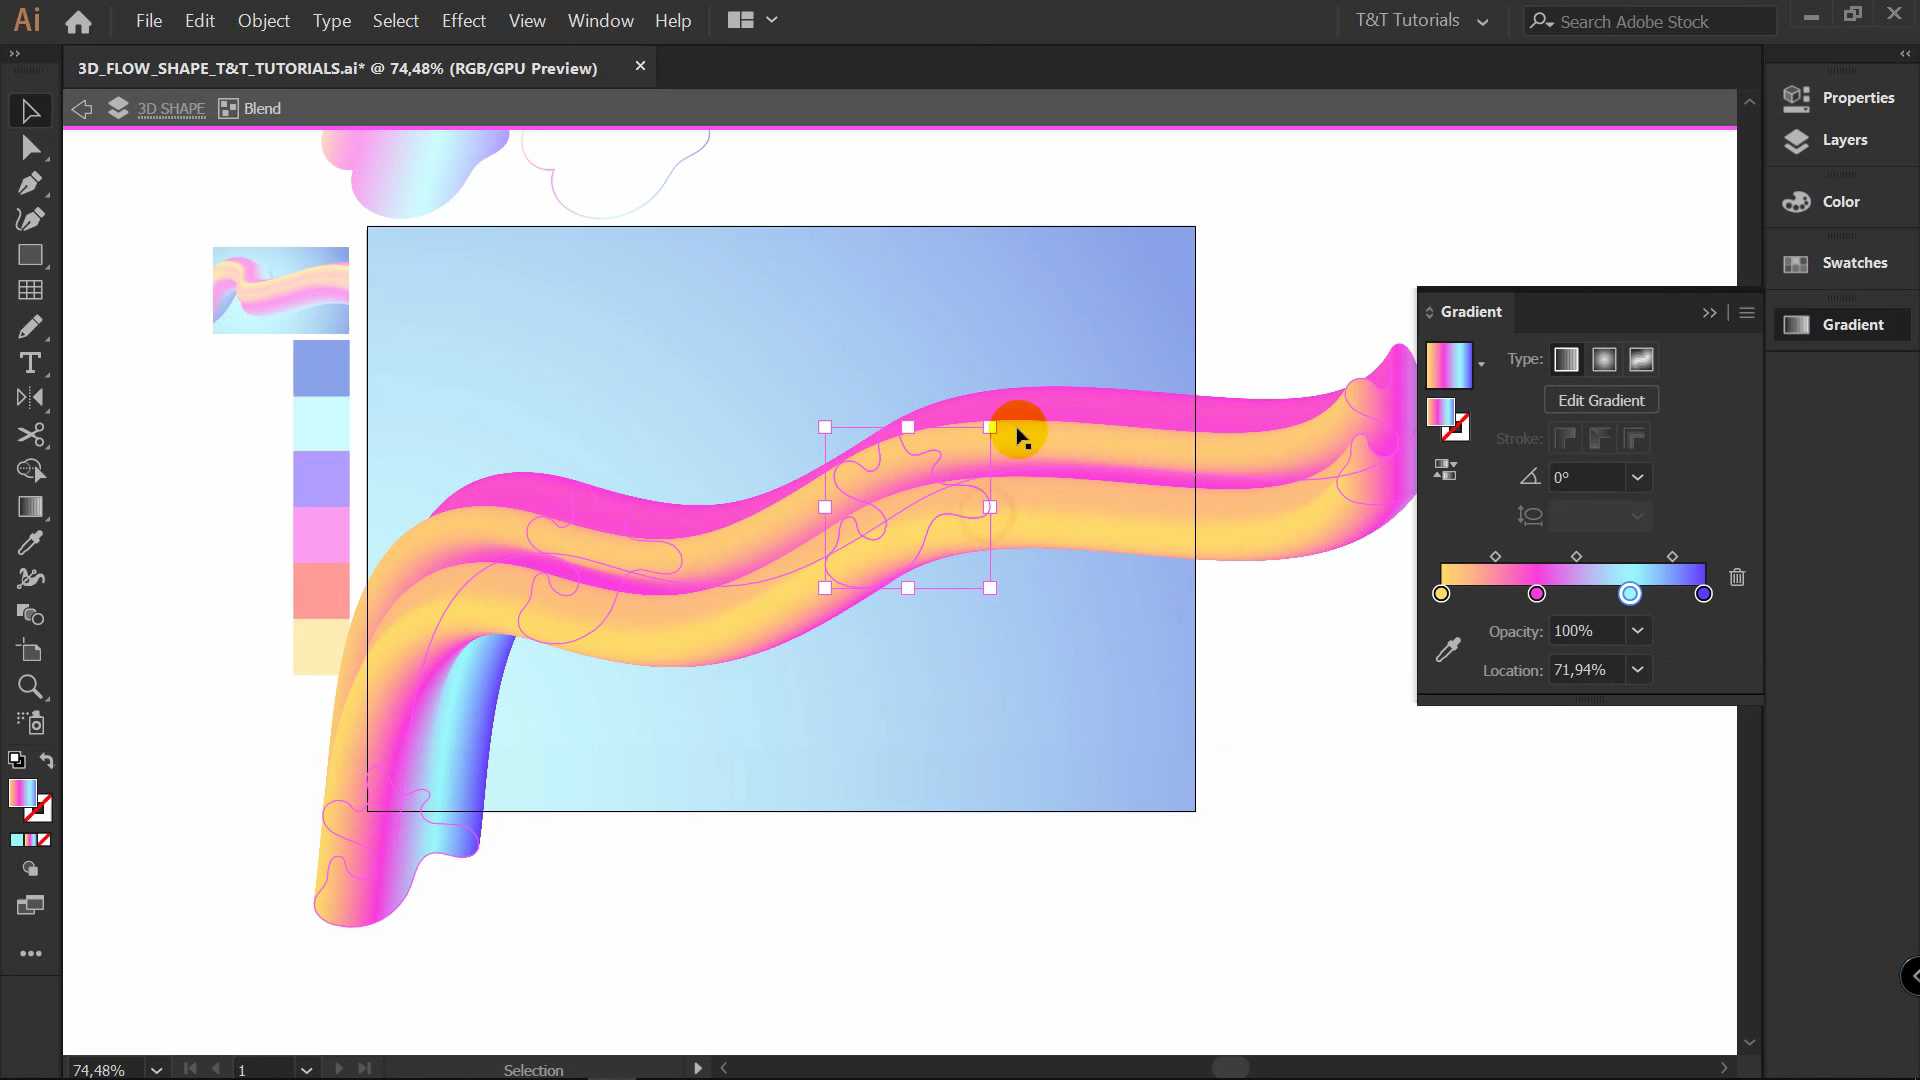 Ai File Edit Object Type Select Effect View Window Help T&T Tutorials Search Adobe Stock
3D_FLOW_SHAPE_T&T_TUTORIALS.ai* @ 74,48% (RGB/GPU Preview)
3D SHAPE Blend
Properties
Layers
Color
Swatches
Gradient
Gradient
Type:
Edit Gradient
Stroke:
0°
Opacity: 100%
Location: 71,94%
74,48% 1 Selection